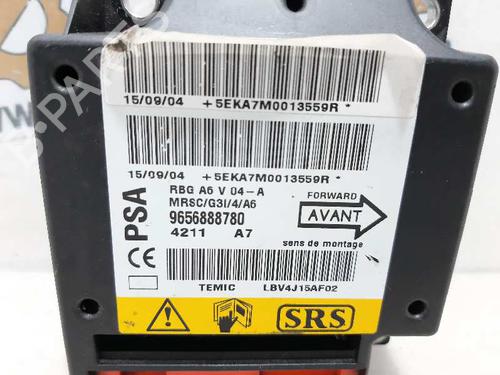 15/09/04 +5EKA7M0013559R*
15/09/04 +5EKA7M0013559R *
RBG A6 V 04-A
MRSC/G3I/4/A6
9656888780
4211 A7
PSA
CE
FORWARD
AVANT
sens de montage
TEMIC LBV4J15AF02
SRS
B-PARTS